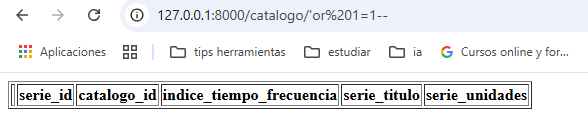 127.0.0.1:8000/catalogo/'or%201=1--
Aplicaciones tips herramientas estudiar ia Cursos online y for...
serie_id catalogo_id indice_tiempo_frecuencia serie_titulo serie_unidades